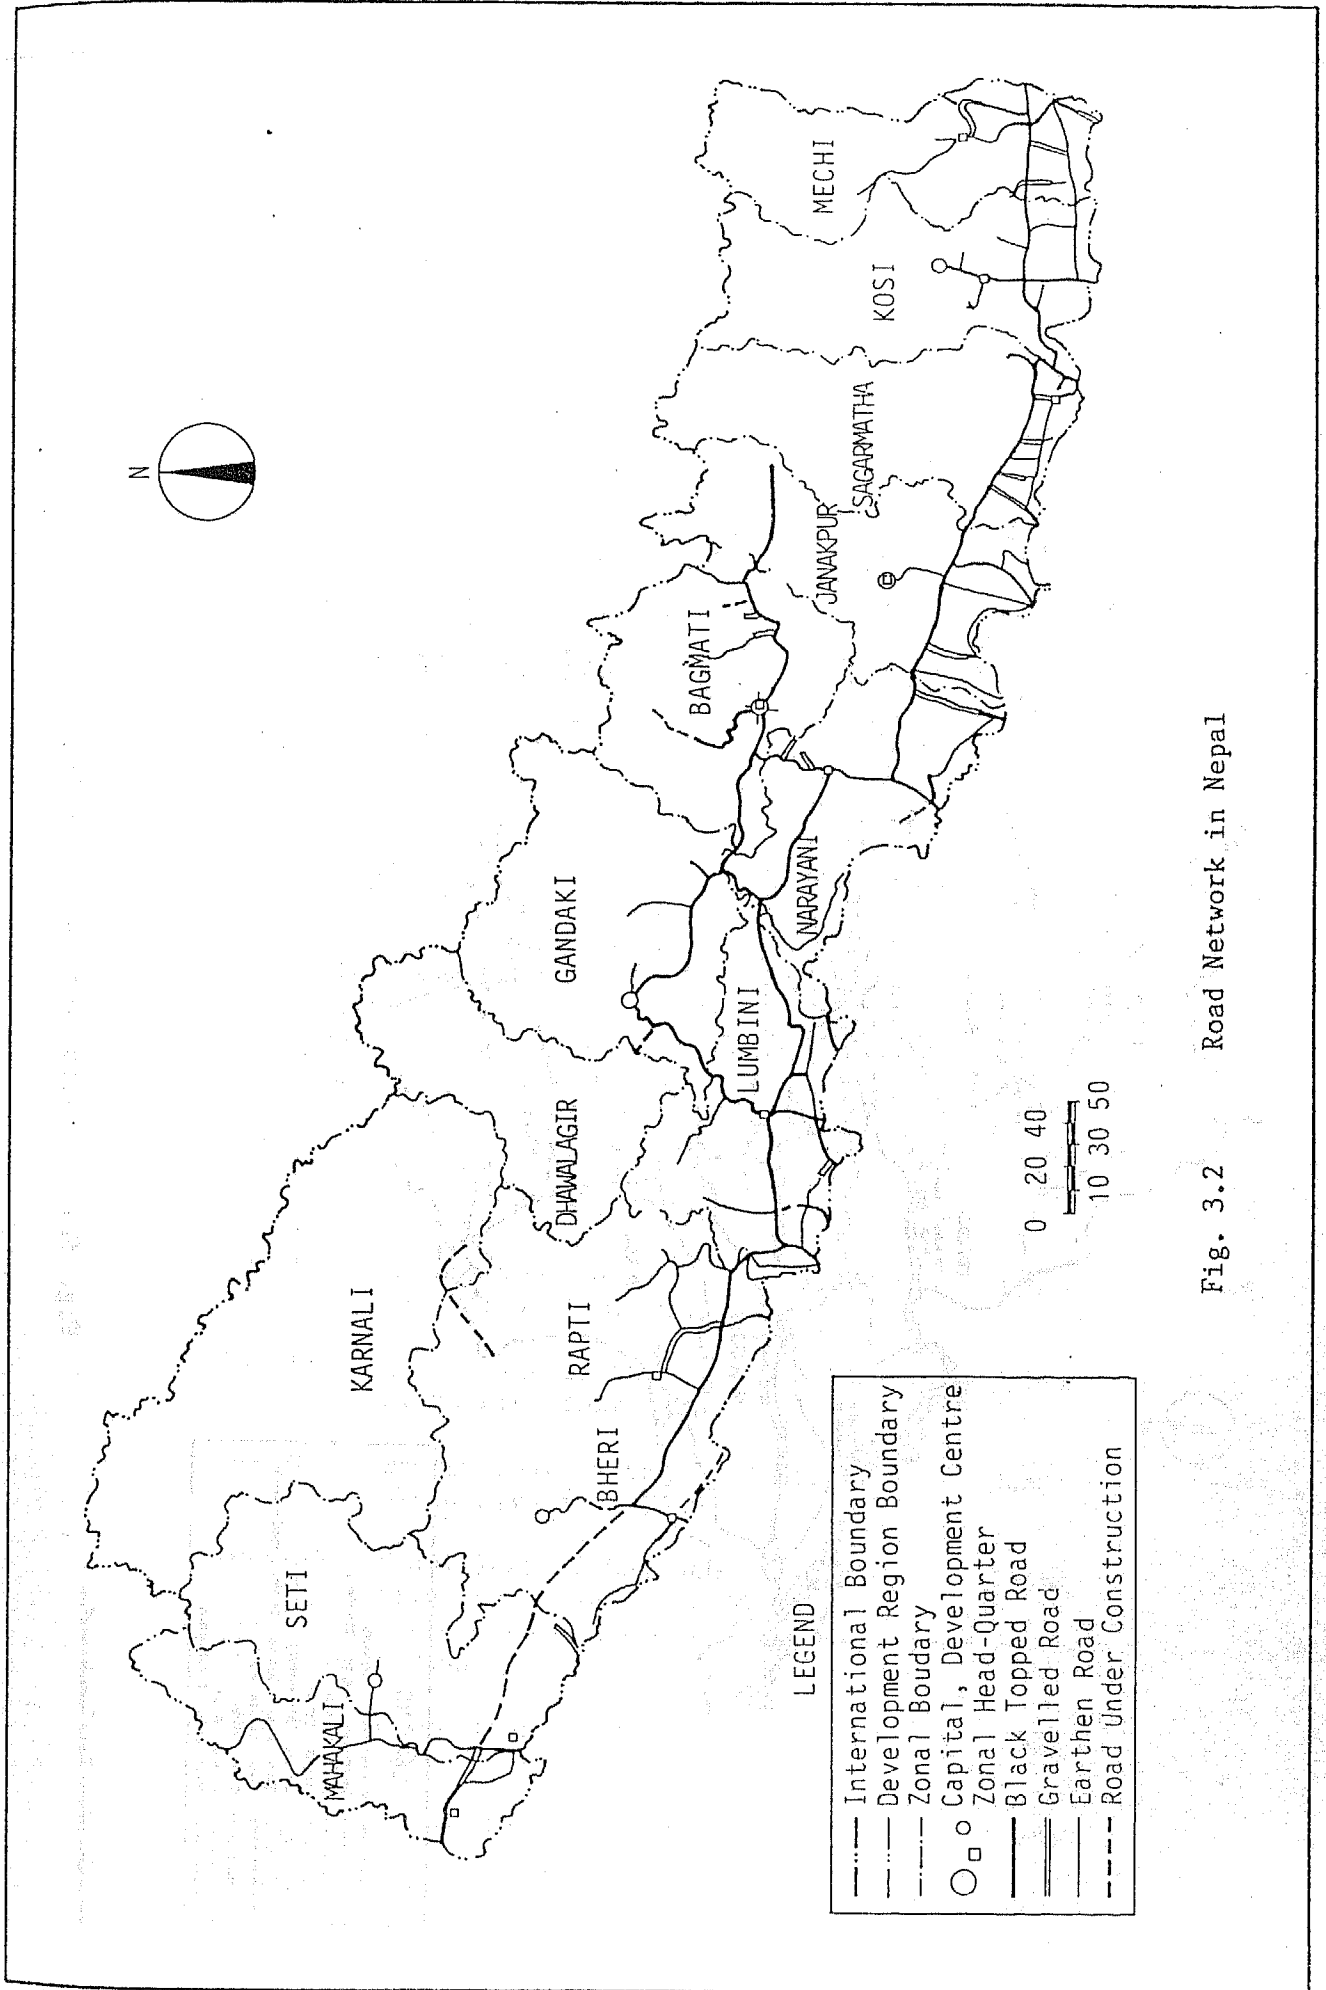 N
MAHAKALI
SETI
KARNALI
BHERI
RAPTI
DHAWALAGIR
GANDAKI
LUMBINI
NARAYANI
BAGMATI
JANAKPUR
SAGARMATHA
KOSI
MECHI
LEGEND
International Boundary
Development Region Boundary
Zonal Boudary
Capital, Development Centre
Zonal Head-Quarter
Black Topped Road
Gravelled Road
Earthen Road
Road Under Construction
0 20 40
10 30 50
Fig. 3.2 Road Network in Nepal